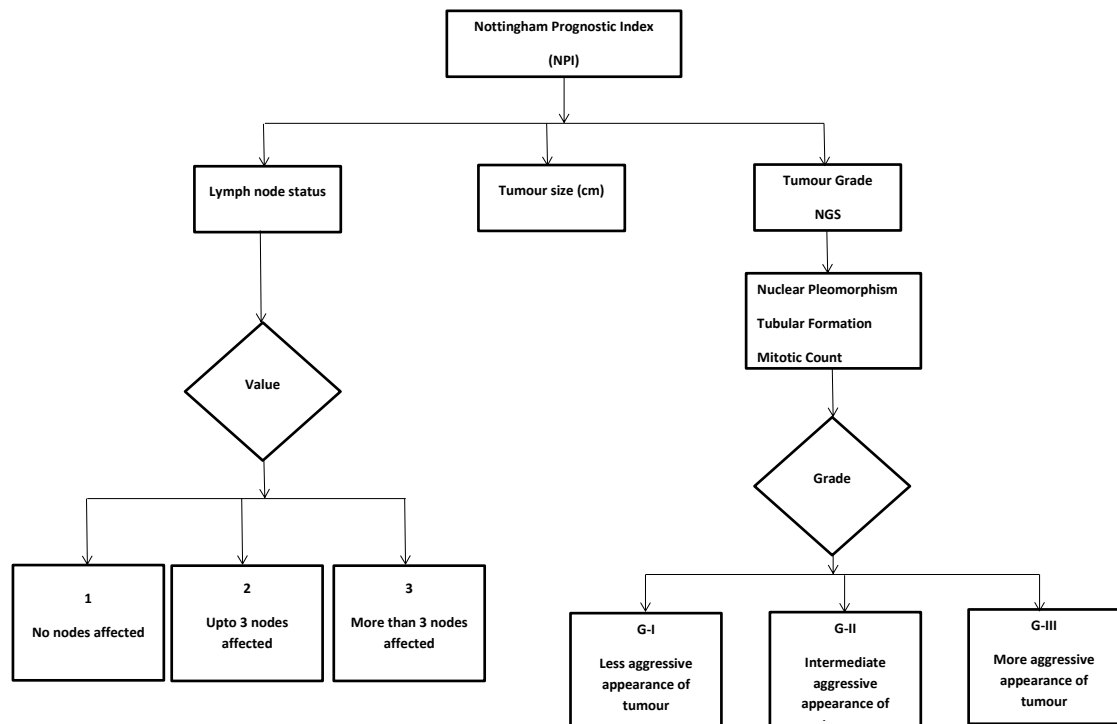 Nottingham Prognostic Index
(NPI)
Lymph node status
Tumour size (cm)
Tumour Grade
NGS
Nuclear Pleomorphism
Tubular Formation
Mitotic Count
Value
Grade
1
No nodes affected
2
Upto 3 nodes
affected
3
More than 3 nodes
affected
G-I
Less aggressive
appearance of
tumour
G-II
Intermediate
aggressive
appearance of
G-III
More aggressive
appearance of
tumour